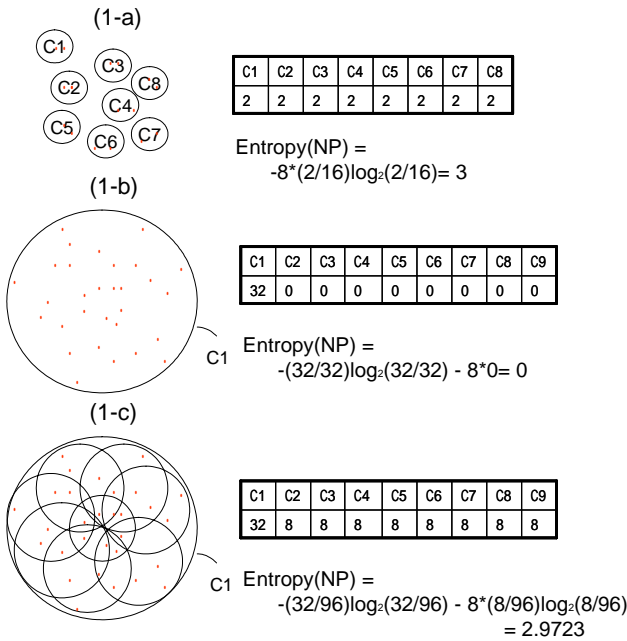 (1-a)
C1
C3
C2
C8
C4
C5
C6
C7
C1 C2 C3 C4 C5 C6 C7 C8
2 2 2 2 2 2 2 2
Entropy(NP) =
-8*(2/16)log₂(2/16)= 3
(1-b)
C1
C1 C2 C3 C4 C5 C6 C7 C8 C9
32 0 0 0 0 0 0 0 0
Entropy(NP) =
-(32/32)log₂(32/32) - 8*0= 0
(1-c)
C1
C1 C2 C3 C4 C5 C6 C7 C8 C9
32 8 8 8 8 8 8 8 8
Entropy(NP) =
-(32/96)log₂(32/96) - 8*(8/96)log₂(8/96)
= 2.9723